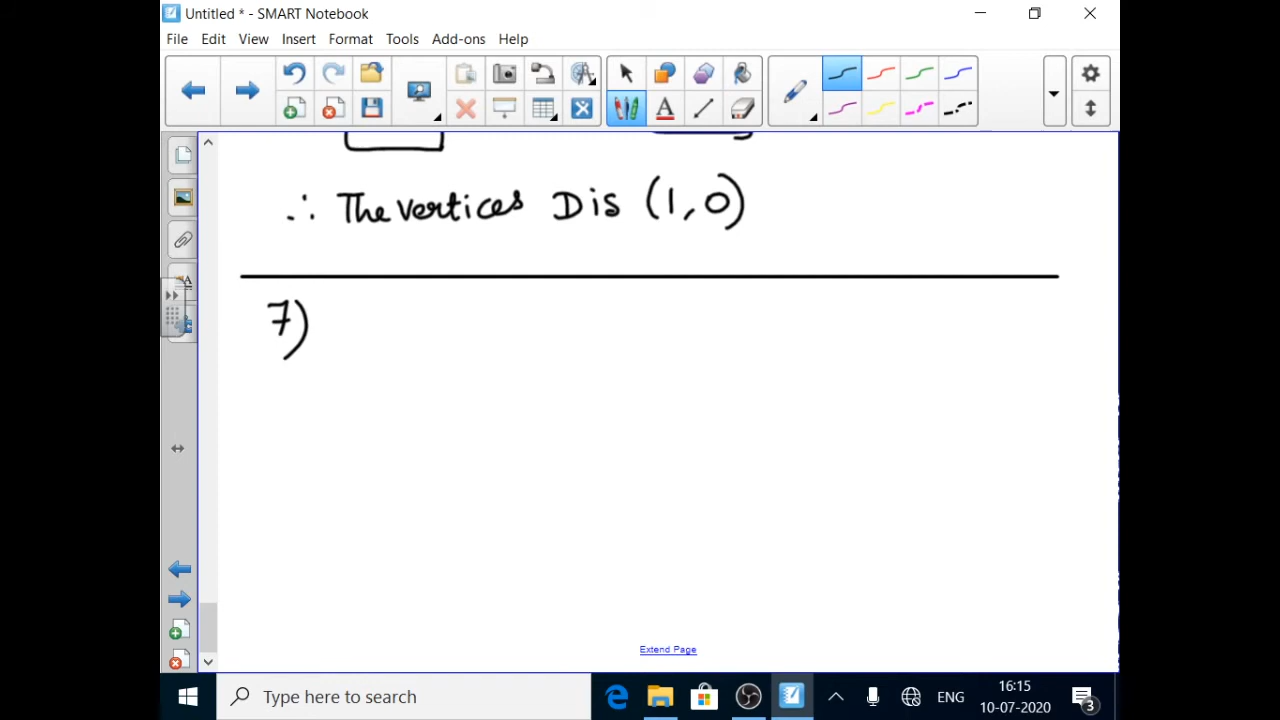 Untitled * - SMART Notebook
File Edit View Insert Format Tools Add-ons Help
∴ The vertices D is (1, 0)
7)
Extend Page
Type here to search
ENG
16:15
10-07-2020
3